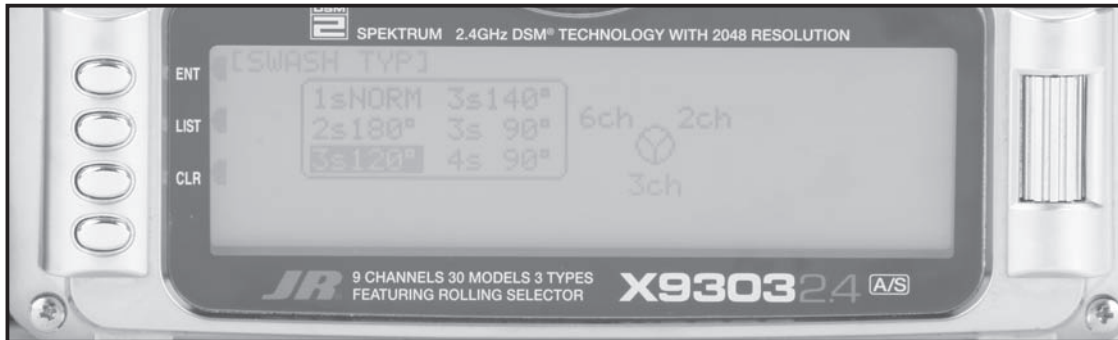 DSM
2
SPEKTRUM 2.4GHz DSM® TECHNOLOGY WITH 2048 RESOLUTION
ENT
LIST
CLR
[SWASH TYP]
1sNORM 3s140°
2s180° 3s 90°
3s120° 4s 90°
6ch 2ch
3ch
JR
9 CHANNELS 30 MODELS 3 TYPES
FEATURING ROLLING SELECTOR
X9303 2.4 A/S